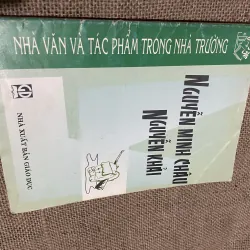 NHÀ VĂN VÀ TÁC PHẨM TRONG NHÀ TRƯỜNG
NGUYỄN MINH CHÂU
NGUYỄN KHẢI
NHÀ XUẤT BẢN GIÁO DỤC